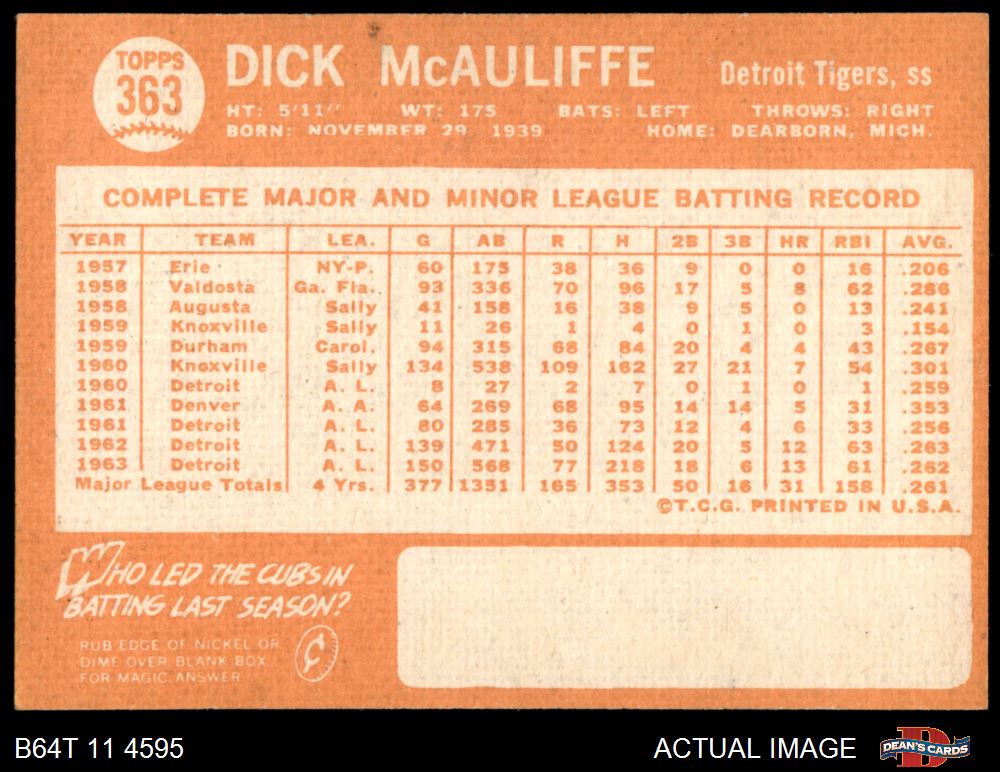 TOPPS
363
DICK McAULIFFE
Detroit Tigers, ss
HT: 5'11" WT: 175 BATS: LEFT THROWS: RIGHT
BORN: NOVEMBER 29, 1939 HOME: DEARBORN, MICH.
COMPLETE MAJOR AND MINOR LEAGUE BATTING RECORD
YEAR TEAM LEA. G AB R H 2B 3B HR RBI AVG.
1957 Erie NY-P. 60 175 38 36 9 0 0 16 .206
1958 Valdosta Ga. Fla. 93 336 70 96 17 5 8 62 .286
1958 Augusta Sally 41 158 16 38 9 5 0 13 .241
1959 Knoxville Sally 11 26 1 4 0 1 0 3 .154
1959 Durham Carol. 94 315 68 84 20 4 4 43 .267
1960 Knoxville Sally 134 538 109 162 27 21 7 54 .301
1960 Detroit A. L. 8 27 2 7 0 1 0 1 .259
1961 Denver A. A. 64 269 68 95 14 14 5 31 .353
1961 Detroit A. L. 80 285 36 73 12 4 6 33 .256
1962 Detroit A. L. 139 471 50 124 20 5 12 63 .263
1963 Detroit A. L. 150 568 77 218 18 6 13 61 .262
Major League Totals 4 Yrs. 377 1351 165 353 50 16 31 158 .261
©T.C.G. PRINTED IN U.S.A.
WHO LED THE CUBS IN
BATTING LAST SEASON?
RUB EDGE OF NICKEL OR
DIME OVER BLANK BOX
FOR MAGIC ANSWER
¢
B64T 11 4595
ACTUAL IMAGE
D
DEAN'S CARDS